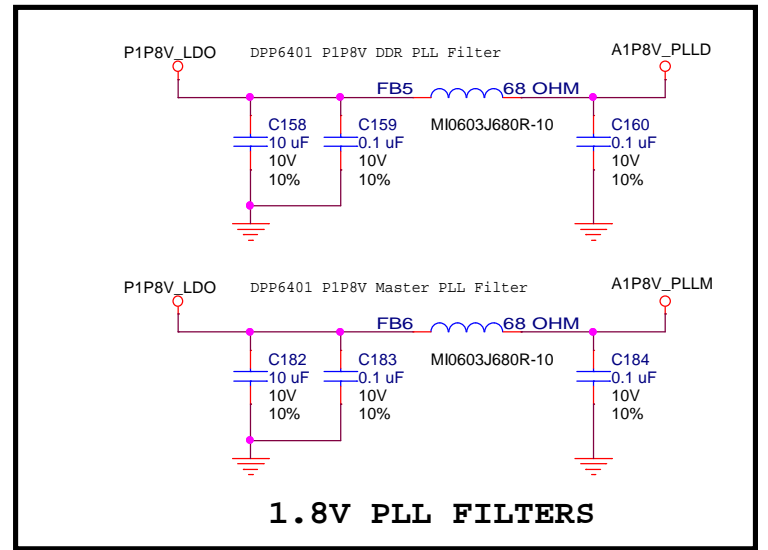 P1P8V_LDO
DPP6401 P1P8V DDR PLL Filter
A1P8V_PLLD
FB5
68 OHM
C158
10 uF
10V
10%
C159
0.1 uF
10V
10%
MI0603J680R-10
C160
0.1 uF
10V
10%
P1P8V_LDO
DPP6401 P1P8V Master PLL Filter
A1P8V_PLLM
FB6
68 OHM
C182
10 uF
10V
10%
C183
0.1 uF
10V
10%
MI0603J680R-10
C184
0.1 uF
10V
10%
1.8V PLL FILTERS